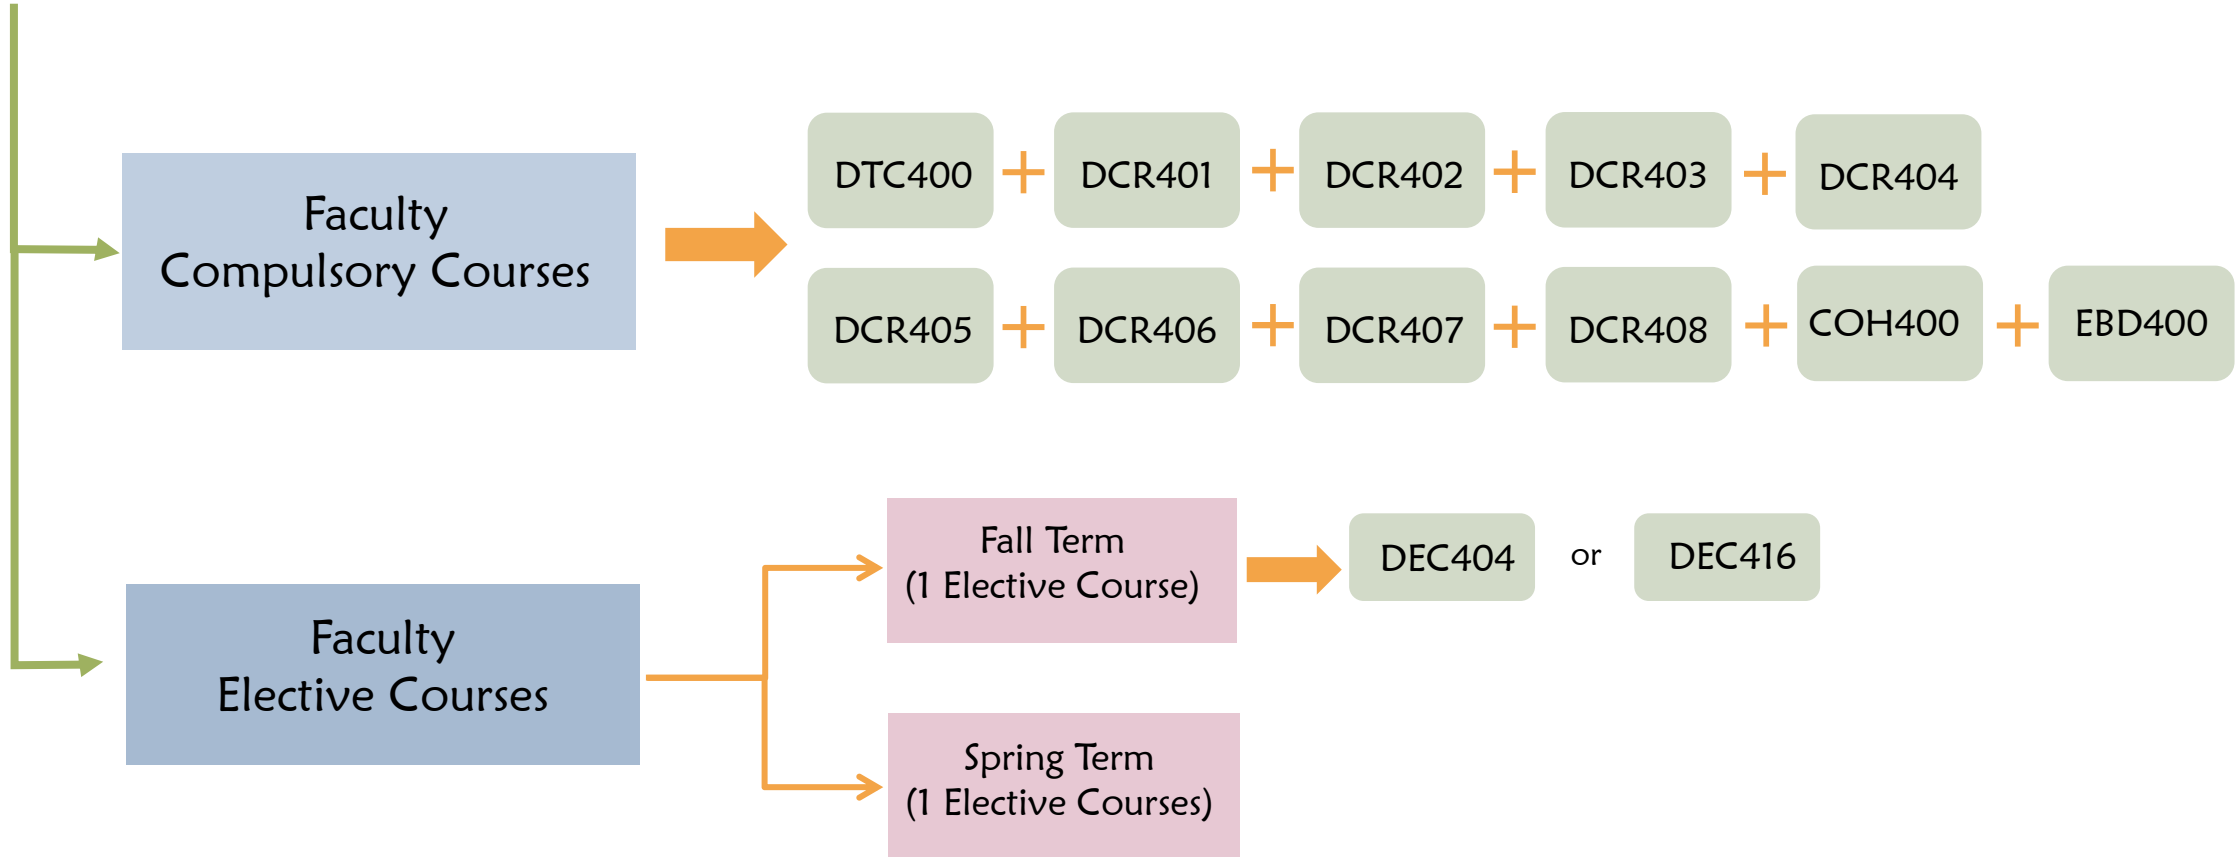 Faculty
Compulsory Courses
DTC400 + DCR401 + DCR402 + DCR403 + DCR404
DCR405 + DCR406 + DCR407 + DCR408 + COH400 + EBD400
Faculty
Elective Courses
Fall Term
(1 Elective Course)
DEC404 or DEC416
Spring Term
(1 Elective Courses)